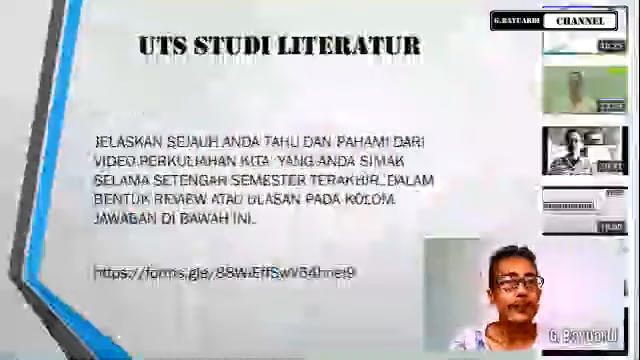 G.BAYUARDI CHANNEL
UTS STUDI LITERATUR
JELASKAN SEJAUH ANDA TAHU DAN PAHAMI DARI
VIDEO PERKULIAHAN KITA YANG ANDA SIMAK
SELAMA SETENGAH SEMESTER TERAKHIR, DALAM
BENTUK REVIEW ATAU ULASAN PADA KOLOM
JAWABAN DI BAWAH INI.
G. Bayuardi